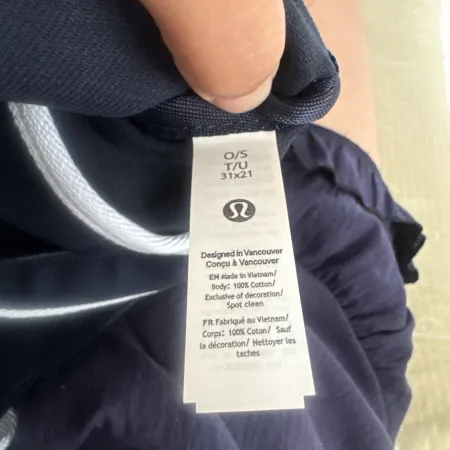 O/S
T/U
31x21
Designed in Vancouver
Conçu à Vancouver
EN Made in Vietnam/
Body: 100% Cotton/
Exclusive of decoration/
Spot clean
FR Fabriqué au Vietnam/
Corps: 100% Coton/ Sauf
la décoration/ Nettoyer les
taches